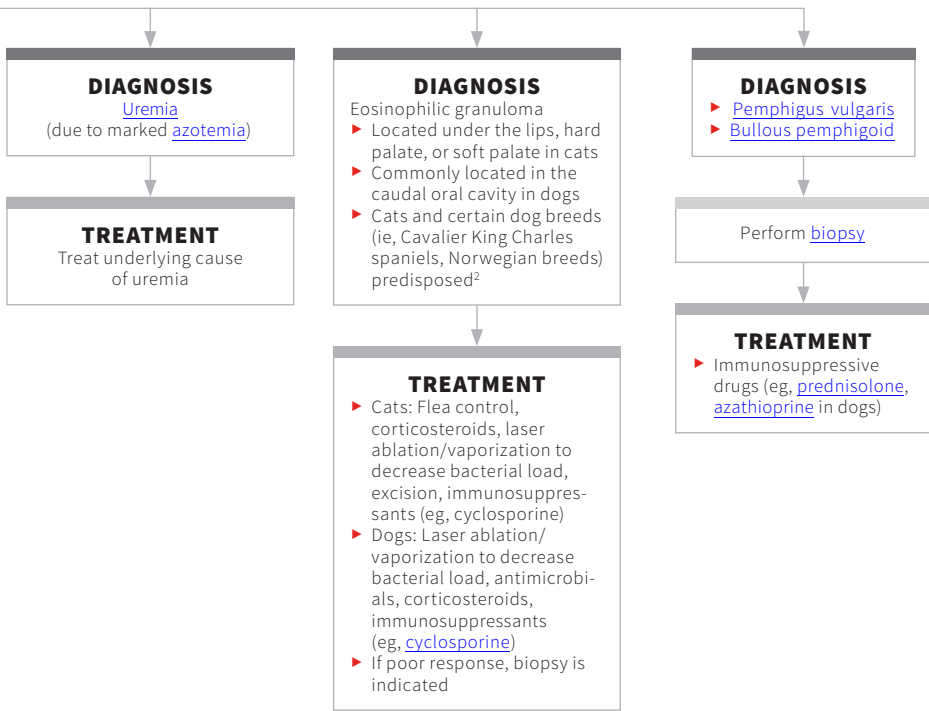 DIAGNOSIS
Uremia
(due to marked azotemia)
TREATMENT
Treat underlying cause
of uremia
DIAGNOSIS
Eosinophilic granuloma
► Located under the lips, hard
palate, or soft palate in cats
► Commonly located in the
caudal oral cavity in dogs
► Cats and certain dog breeds
(ie, Cavalier King Charles
spaniels, Norwegian breeds)
predisposed²
TREATMENT
► Cats: Flea control,
corticosteroids, laser
ablation/vaporization to
decrease bacterial load,
excision, immunosuppres-
sants (eg, cyclosporine)
► Dogs: Laser ablation/
vaporization to decrease
bacterial load, antimicrobi-
als, corticosteroids,
immunosuppressants
(eg, cyclosporine)
► If poor response, biopsy is
indicated
DIAGNOSIS
► Pemphigus vulgaris
► Bullous pemphigoid
Perform biopsy
TREATMENT
► Immunosuppressive
drugs (eg, prednisolone,
azathioprine in dogs)